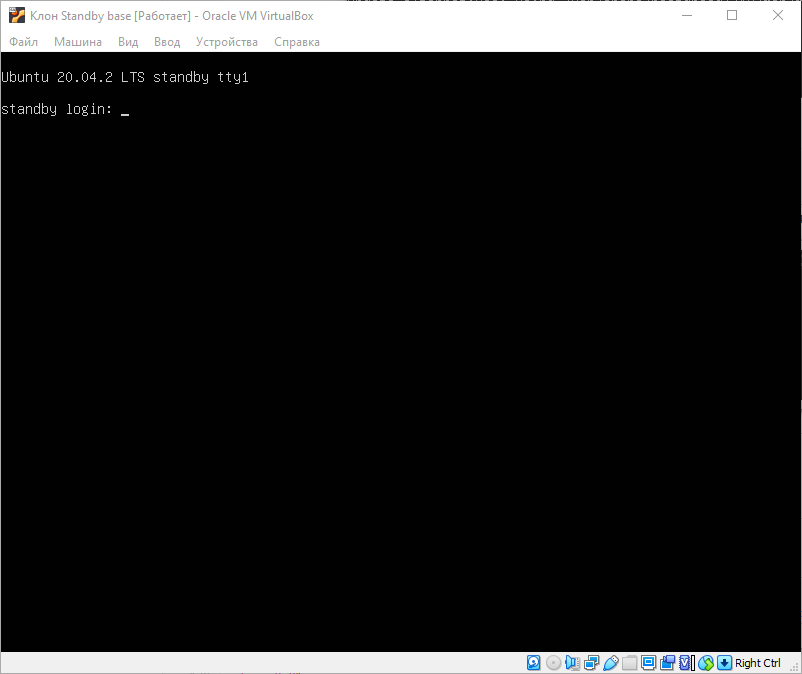 Клон Standby base [Работает] - Oracle VM VirtualBox
Файл Машина Вид Ввод Устройства Справка
Ubuntu 20.04.2 LTS standby tty1
standby login: _
Right Ctrl